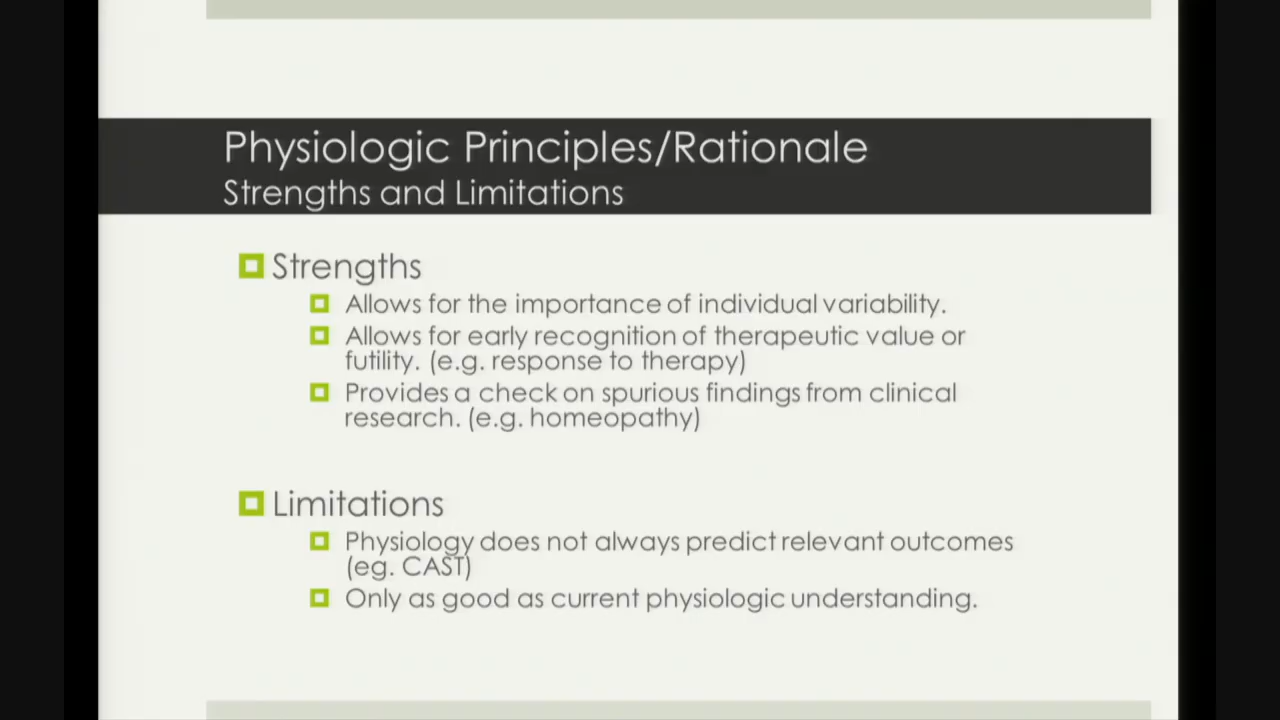 Physiologic Principles/Rationale
Strengths and Limitations
Strengths
Allows for the importance of individual variability.
Allows for early recognition of therapeutic value or
futility. (e.g. response to therapy)
Provides a check on spurious findings from clinical
research. (e.g. homeopathy)
Limitations
Physiology does not always predict relevant outcomes
(eg. CAST)
Only as good as current physiologic understanding.